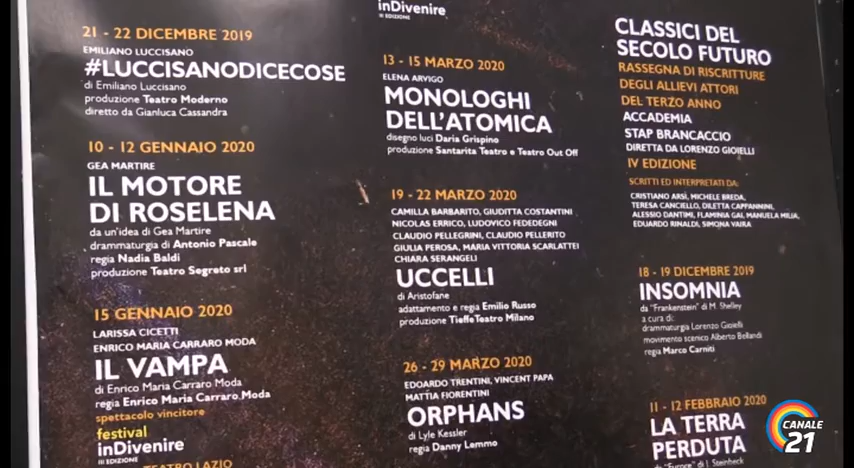 21 - 22 DICEMBRE 2019
EMILIANO LUCCISANO
#LUCCISANODICECOSE
di Emiliano Luccisano
produzione Teatro Moderno
diretto da Gianluca Cassandra
10 - 12 GENNAIO 2020
GEA MARTIRE
IL MOTORE
DI ROSELENA
da un'idea di Gea Martire
drammaturgia di Antonio Pascale
regia Nadia Baldi
produzione Teatro Segreto srl
15 GENNAIO 2020
LARISSA CICETTI
ENRICO MARIA CARRARO MODA
IL VAMPA
di Enrico Maria Carraro Moda
regia Enrico Maria Carraro Moda
spettacolo vincitore
festival
inDivenire
III EDIZIONE
TEATRO LAZIO
inDivenire
III EDIZIONE
13 - 15 MARZO 2020
ELENA ARVIGO
MONOLOGHI
DELL'ATOMICA
disegno luci Daria Grispino
produzione Santarita Teatro e Teatro Out Off
19 - 22 MARZO 2020
CAMILLA BARBARITO, GIUDITTA COSTANTINI
NICOLAS ERRICO, LUDOVICO FEDEDEGNI
CLAUDIO PELLEGRINI, CLAUDIO PELLERITO
GIULIA PEROSA, MARIA VITTORIA SCARLATTEI
CHIARA SERANGELI
UCCELLI
di Aristofane
adattamento e regia Emilio Russo
produzione TieffeTeatro Milano
26 - 29 MARZO 2020
EDOARDO TRENTINI, VINCENT PAPA
MATTIA FIORENTINI
ORPHANS
di Lyle Kessler
regia Danny Lemmo
CLASSICI DEL
SECOLO FUTURO
RASSEGNA DI RISCRITTURE
DEGLI ALLIEVI ATTORI
DEL TERZO ANNO
ACCADEMIA
STAP BRANCACCIO
DIRETTA DA LORENZO GIOIELLI
IV EDIZIONE
SCRITTI ED INTERPRETATI DA:
CRISTIANO ARSÌ, MICHELE BREDA,
TERESA CANCIELLO, DILETTA CAPPANNINI,
ALESSIO DANTIMI, FLAMINIA GAI, MANUELA MILIA,
EDUARDO RINALDI, SIMONA VAIRA
18 - 19 DICEMBRE 2019
INSOMNIA
da "Frankenstein" di M. Shelley
a cura di:
drammaturgia Lorenzo Gioielli
movimento scenico Alberto Bellandi
regia Marco Carniti
11 - 12 FEBBRAIO 2020
LA TERRA
PERDUTA
J. Steinbeck
CANALE
21